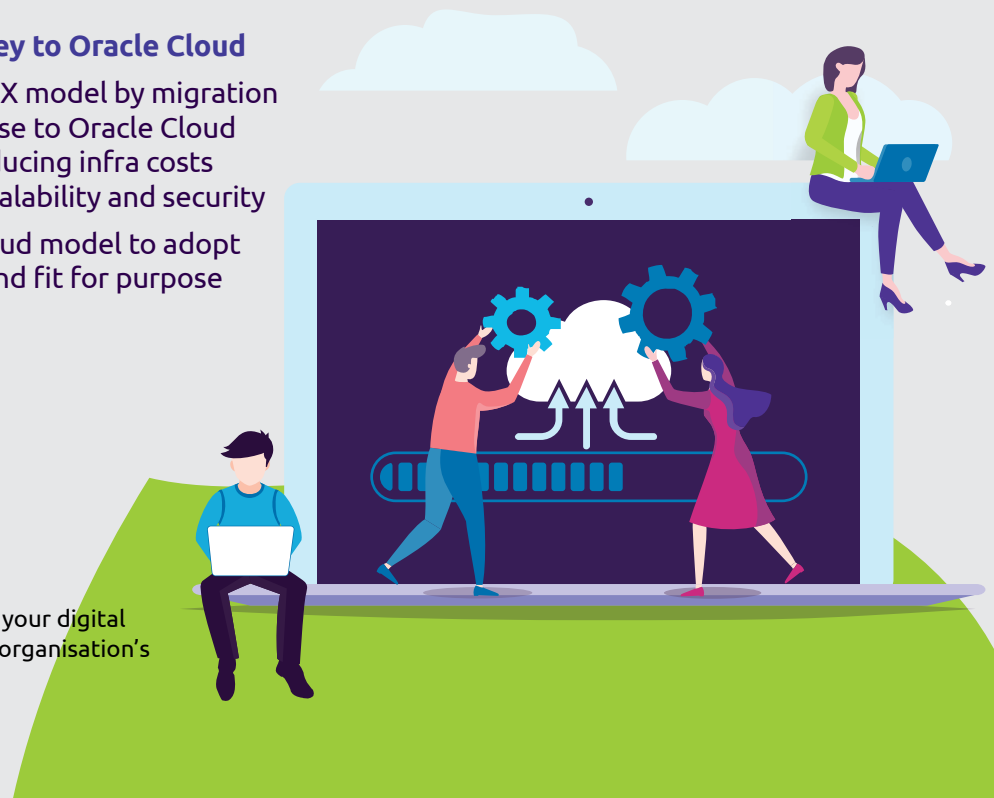 ey to Oracle Cloud
X model by migration
se to Oracle Cloud
ducing infra costs
alability and security
ud model to adopt
nd fit for purpose
your digital
organisation's